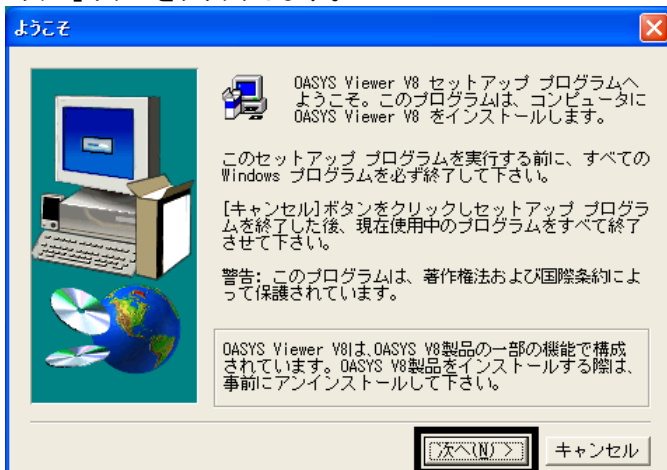 ようこそ
OASYS Viewer V8 セットアップ プログラムへ
ようこそ。このプログラムは、コンピュータに
OASYS Viewer V8 をインストールします。
このセットアップ プログラムを実行する前に、すべての
Windows プログラムを必ず終了して下さい。
[キャンセル]ボタンをクリックしセットアップ プログラ
ムを終了した後、現在使用中のプログラムをすべて終了
させて下さい。
警告: このプログラムは、著作権法および国際条約によ
って保護されています。
OASYS Viewer V8は、OASYS V8製品の一部の機能で構成
されています。OASYS V8製品をインストールする際は、
事前にアンインストールして下さい。
次へ(N) >
キャンセル